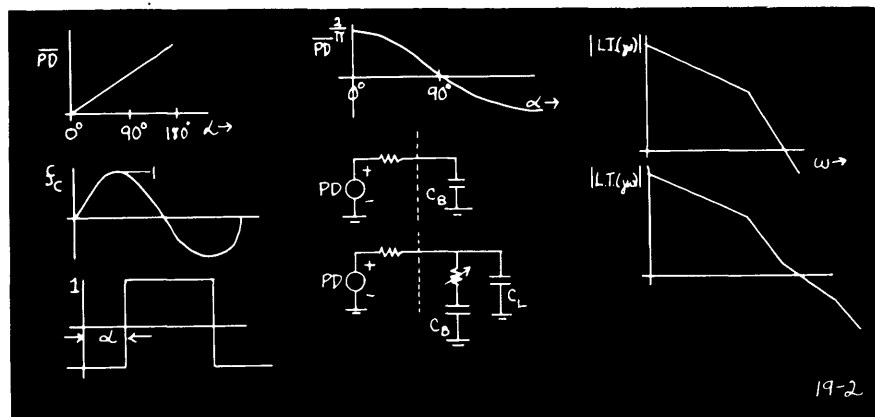 PD
0° 90° 180° α→
PD 2/π
0° 90° α→
|L.T.(jω)|
ω→
f_C 1
PD + -
C_B
|L.T.(jω)|
1
α
PD + -
C_B C_L
19-2